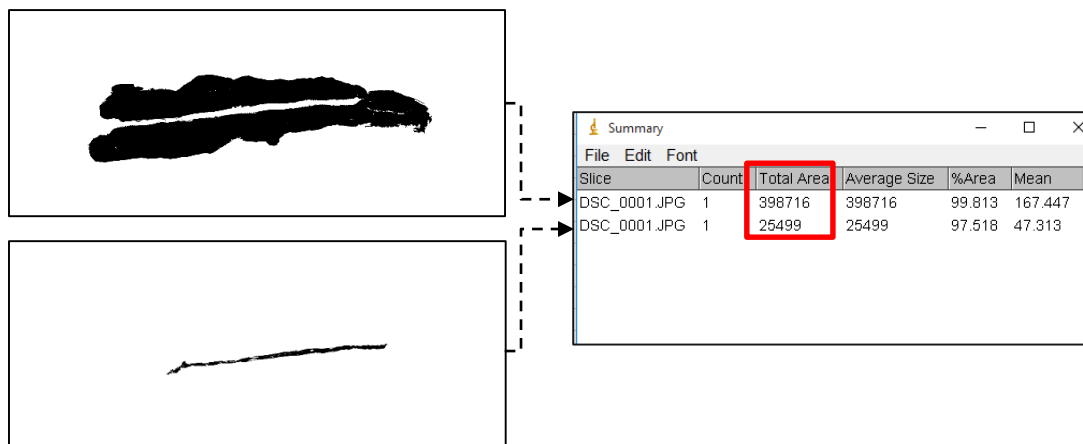 Summary
File Edit Font
Slice Count Total Area Average Size %Area Mean
DSC_0001.JPG 1 398716 398716 99.813 167.447
DSC_0001.JPG 1 25499 25499 97.518 47.313